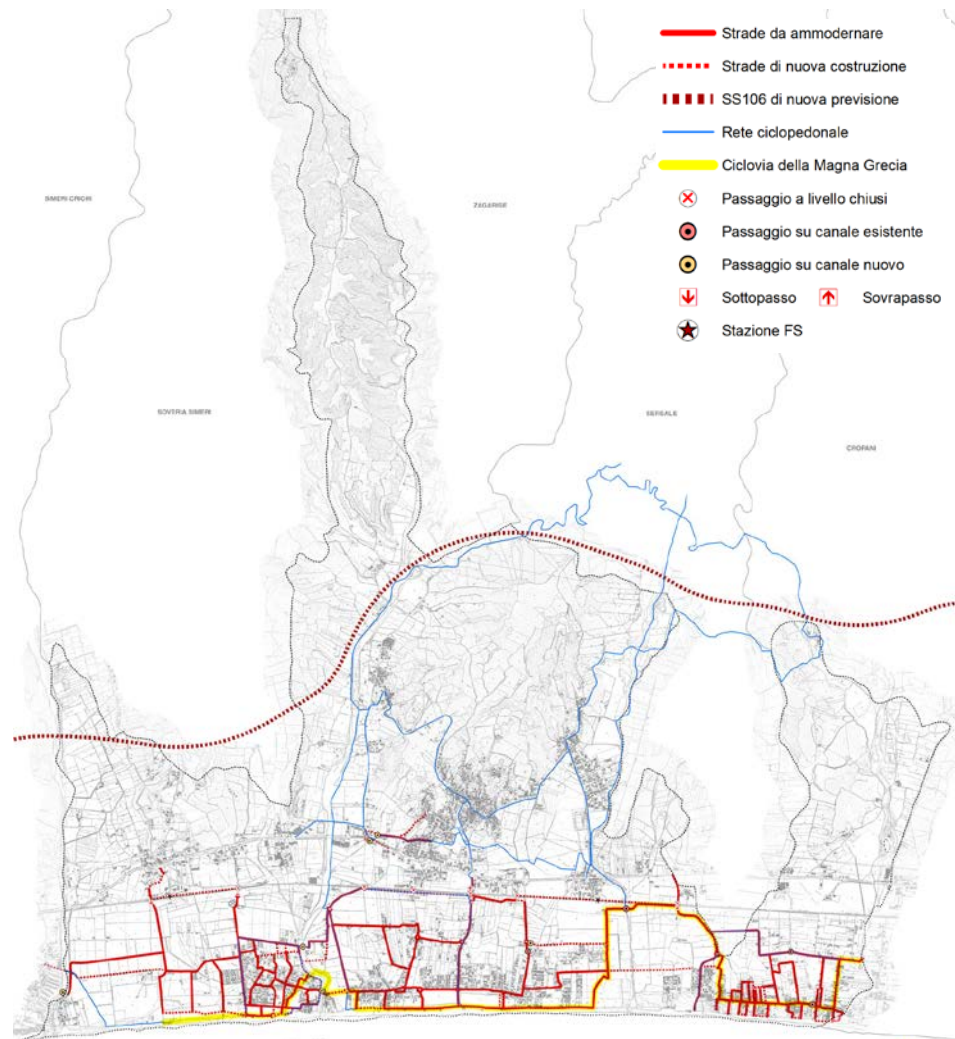 Strade da ammodernare
Strade di nuova costruzione
SS106 di nuova previsione
Rete ciclopedonale
Ciclovia della Magna Grecia
Passaggio a livello chiusi
Passaggio su canale esistente
Passaggio su canale nuovo
Sottopasso Sovrapasso
Stazione FS
SIMERI CRICHI
ZAGARISE
SOVERIA SIMERI
SERSALE
CROPANI